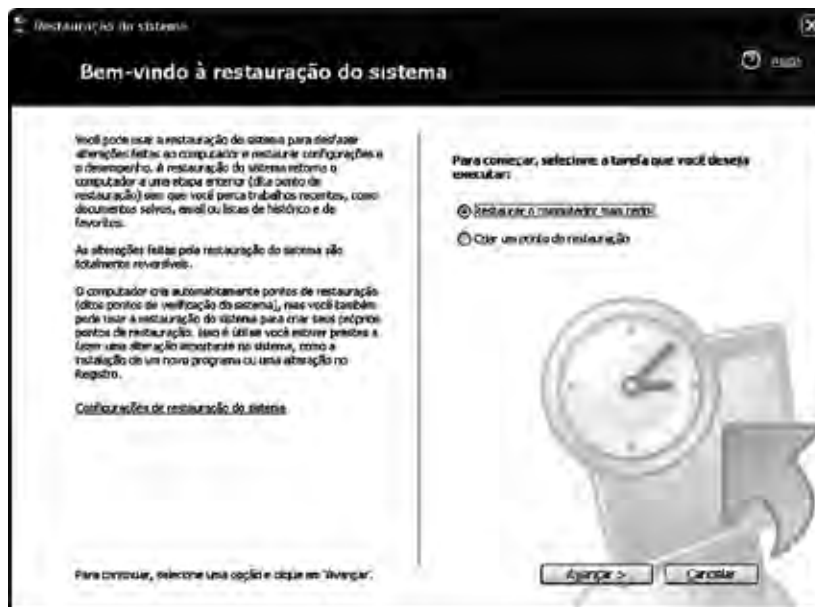 Restauração do sistema
Bem-vindo à restauração do sistema
Ajuda
Você pode usar a restauração do sistema para desfazer
alterações feitas ao computador e restaurar configurações e
o desempenho. A restauração do sistema retorna o
computador a uma etapa anterior (dita ponto de
restauração) sem que você perca trabalhos recentes, como
documentos salvos, email ou listas de histórico e de
favoritos.
As alterações feitas pela restauração do sistema são
totalmente reversíveis.
O computador cria automaticamente pontos de restauração
(ditos pontos de verificação do sistema), mas você também
pode usar a restauração do sistema para criar seus próprios
pontos de restauração. Isso é útil se você estiver prestes a
fazer uma alteração importante no sistema, como a
instalação de um novo programa ou uma alteração no
Registro.
Configurações de restauração do sistema
Para continuar, selecione uma opção e clique em 'Avançar'.
Para começar, selecione a tarefa que você deseja
executar:
Restaurar o computador mais cedo
Criar um ponto de restauração
Avançar >
Cancelar